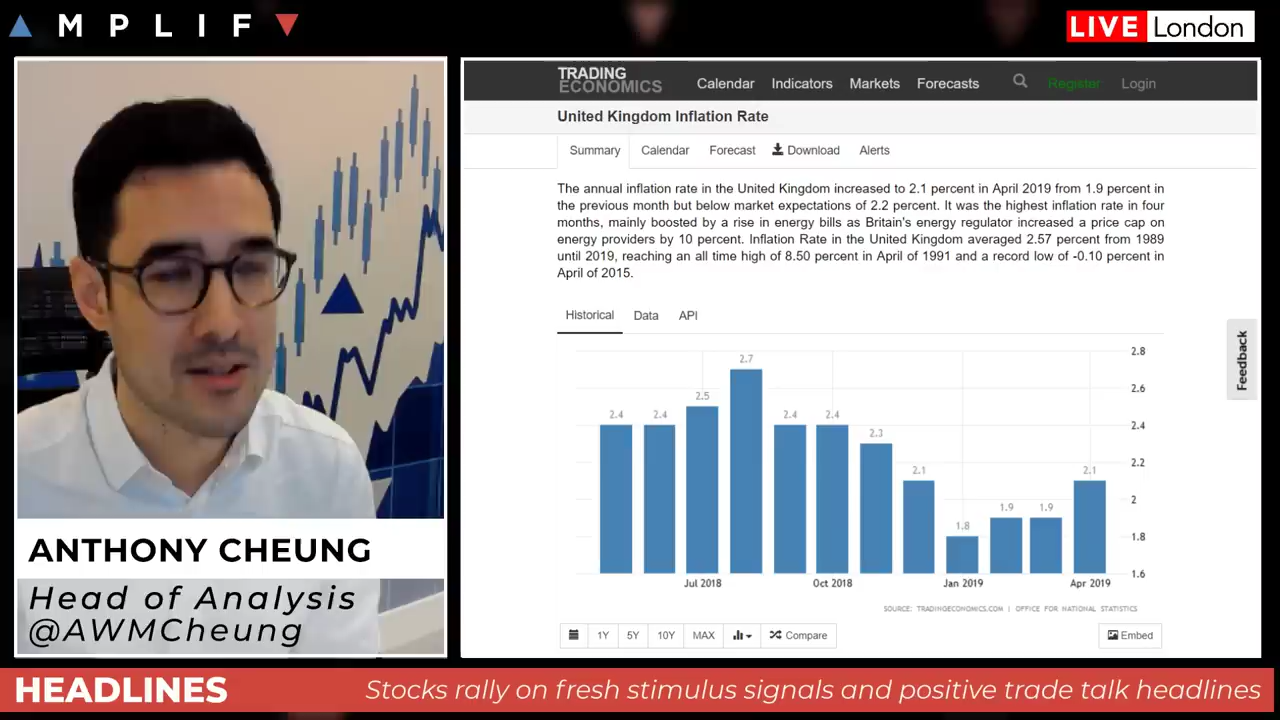 ▲ M P L I F ▼
LIVE London
TRADING
ECONOMICS
Calendar Indicators Markets Forecasts Register Login
United Kingdom Inflation Rate
Summary Calendar Forecast Download Alerts
The annual inflation rate in the United Kingdom increased to 2.1 percent in April 2019 from 1.9 percent in
the previous month but below market expectations of 2.2 percent. It was the highest inflation rate in four
months, mainly boosted by a rise in energy bills as Britain's energy regulator increased a price cap on
energy providers by 10 percent. Inflation Rate in the United Kingdom averaged 2.57 percent from 1989
until 2019, reaching an all time high of 8.50 percent in April of 1991 and a record low of -0.10 percent in
April of 2015.
Historical Data API
Feedback
2.4 2.4 2.5 2.7 2.4 2.4 2.3 2.1 1.8 1.9 1.9 2.1
2.8
2.6
2.4
2.2
2
1.8
1.6
Jul 2018 Oct 2018 Jan 2019 Apr 2019
SOURCE: TRADINGECONOMICS.COM | OFFICE FOR NATIONAL STATISTICS
1Y 5Y 10Y MAX Compare Embed
ANTHONY CHEUNG
Head of Analysis
@AWMCheung
HEADLINES Stocks rally on fresh stimulus signals and positive trade talk headlines